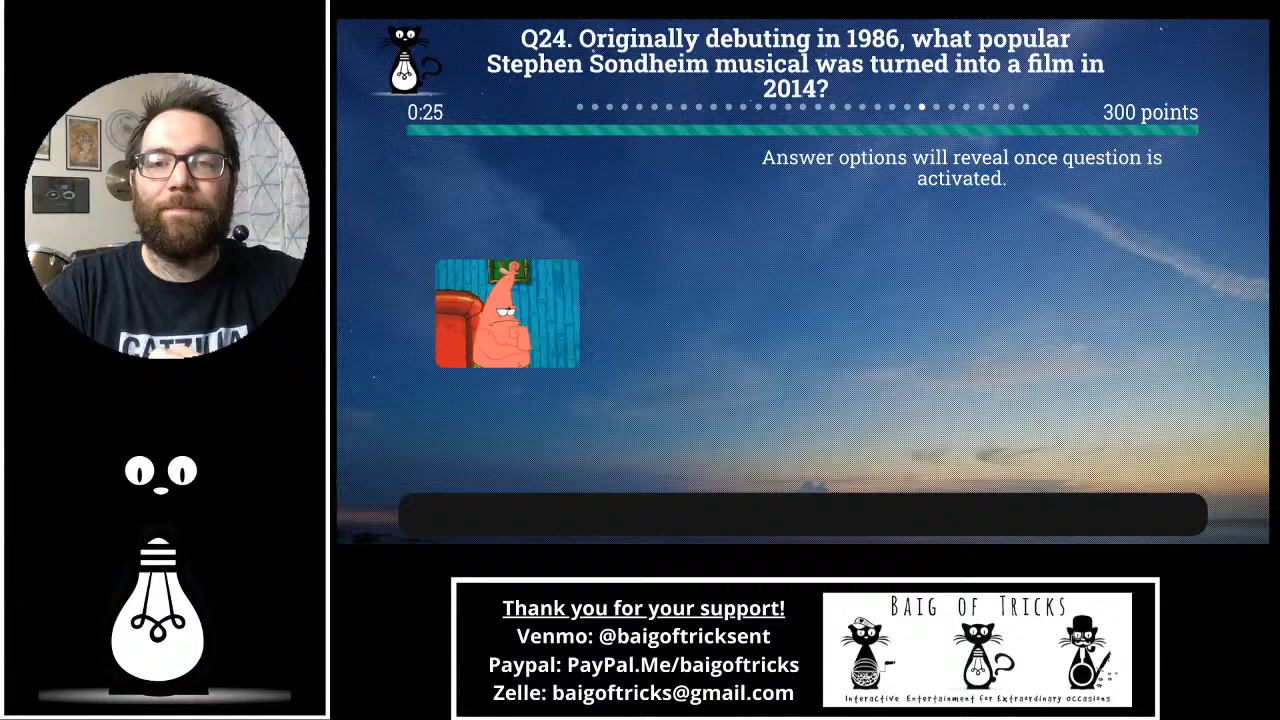 Q24. Originally debuting in 1986, what popular
Stephen Sondheim musical was turned into a film in
2014?
0:25
300 points
Answer options will reveal once question is
activated.
Thank you for your support!
Venmo: @baigoftricksent
Paypal: PayPal.Me/baigoftricks
Zelle: baigoftricks@gmail.com
BAIG OF TRICKS
Interactive Entertainment for Extraordinary occasions